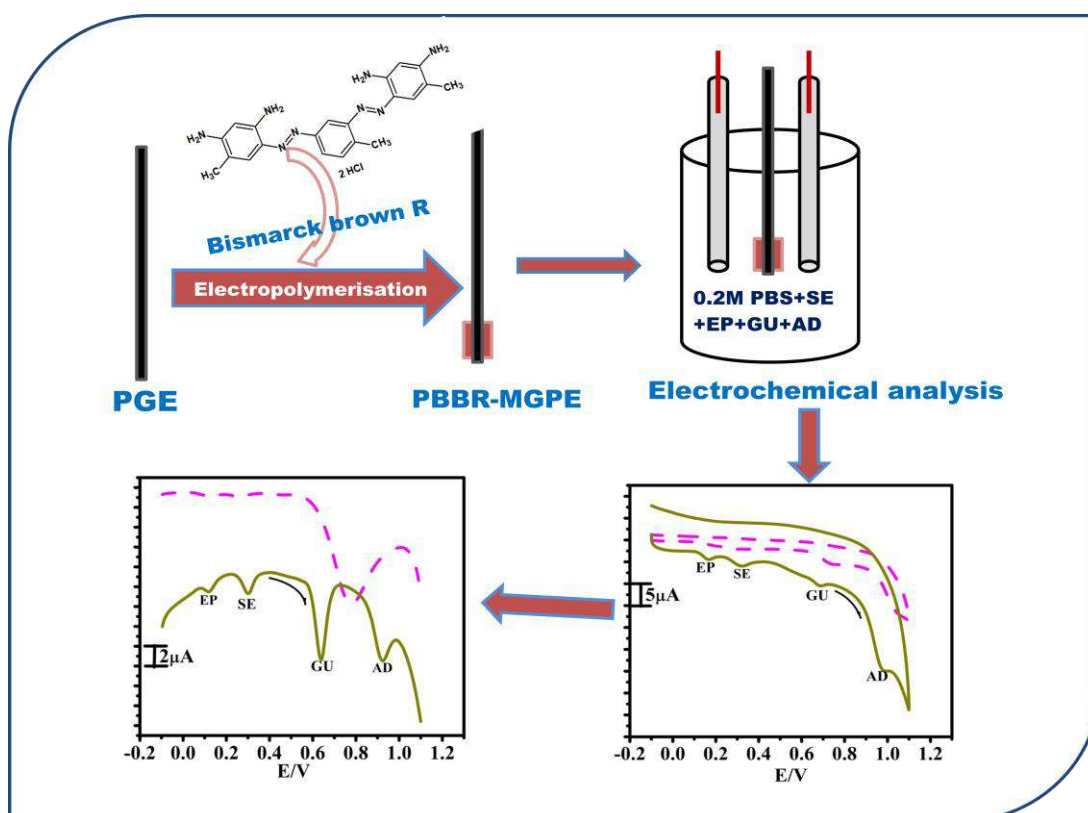 H₂N
NH₂
H₂N
NH₂
CH₃
N=N
H₂N
NH₂
N=N
CH₃
H₃C
2 HCl
Bismarck brown R
Electropolymerisation
PGE
PBBR-MGPE
0.2M PBS+SE
+EP+GU+AD
Electrochemical analysis
EP
SE
GU
AD
2μA
-0.2 0.0 0.2 0.4 0.6 0.8 1.0 1.2
E/V
EP
SE
GU
AD
5μA
-0.2 0.0 0.2 0.4 0.6 0.8 1.0 1.2
E/V